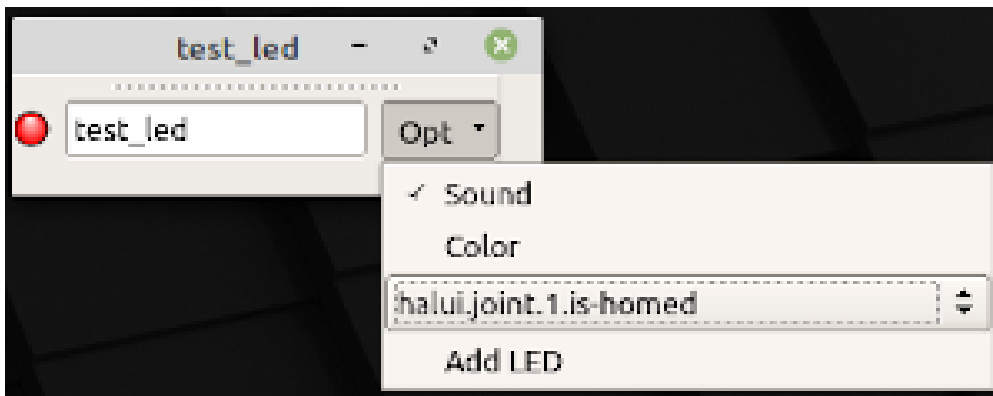 test_led
test_led Opt
Sound
Color
halui.joint.1.is-homed
Add LED